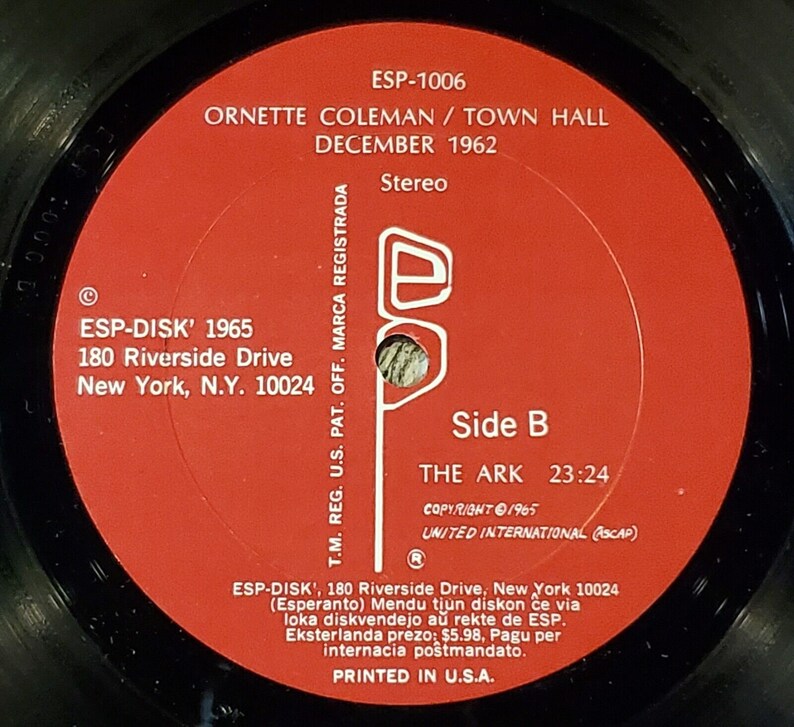 ESP-1006
ORNETTE COLEMAN / TOWN HALL
DECEMBER 1962
Stereo
T.M. REG. U.S. PAT. OFF. MARCA REGISTRADA
esp
©
ESP-DISK' 1965
180 Riverside Drive
New York, N.Y. 10024
Side B
THE ARK 23:24
COPYRIGHT © 1965
UNITED INTERNATIONAL (ASCAP)
®
ESP-DISK', 180 Riverside Drive, New York 10024
(Esperanto) Mendu tiun diskon ĉe via
loka diskvendejo aŭ rekte de ESP.
Eksterlanda prezo: $5.98, Pagu per
internacia poŝtmandato.
PRINTED IN U.S.A.